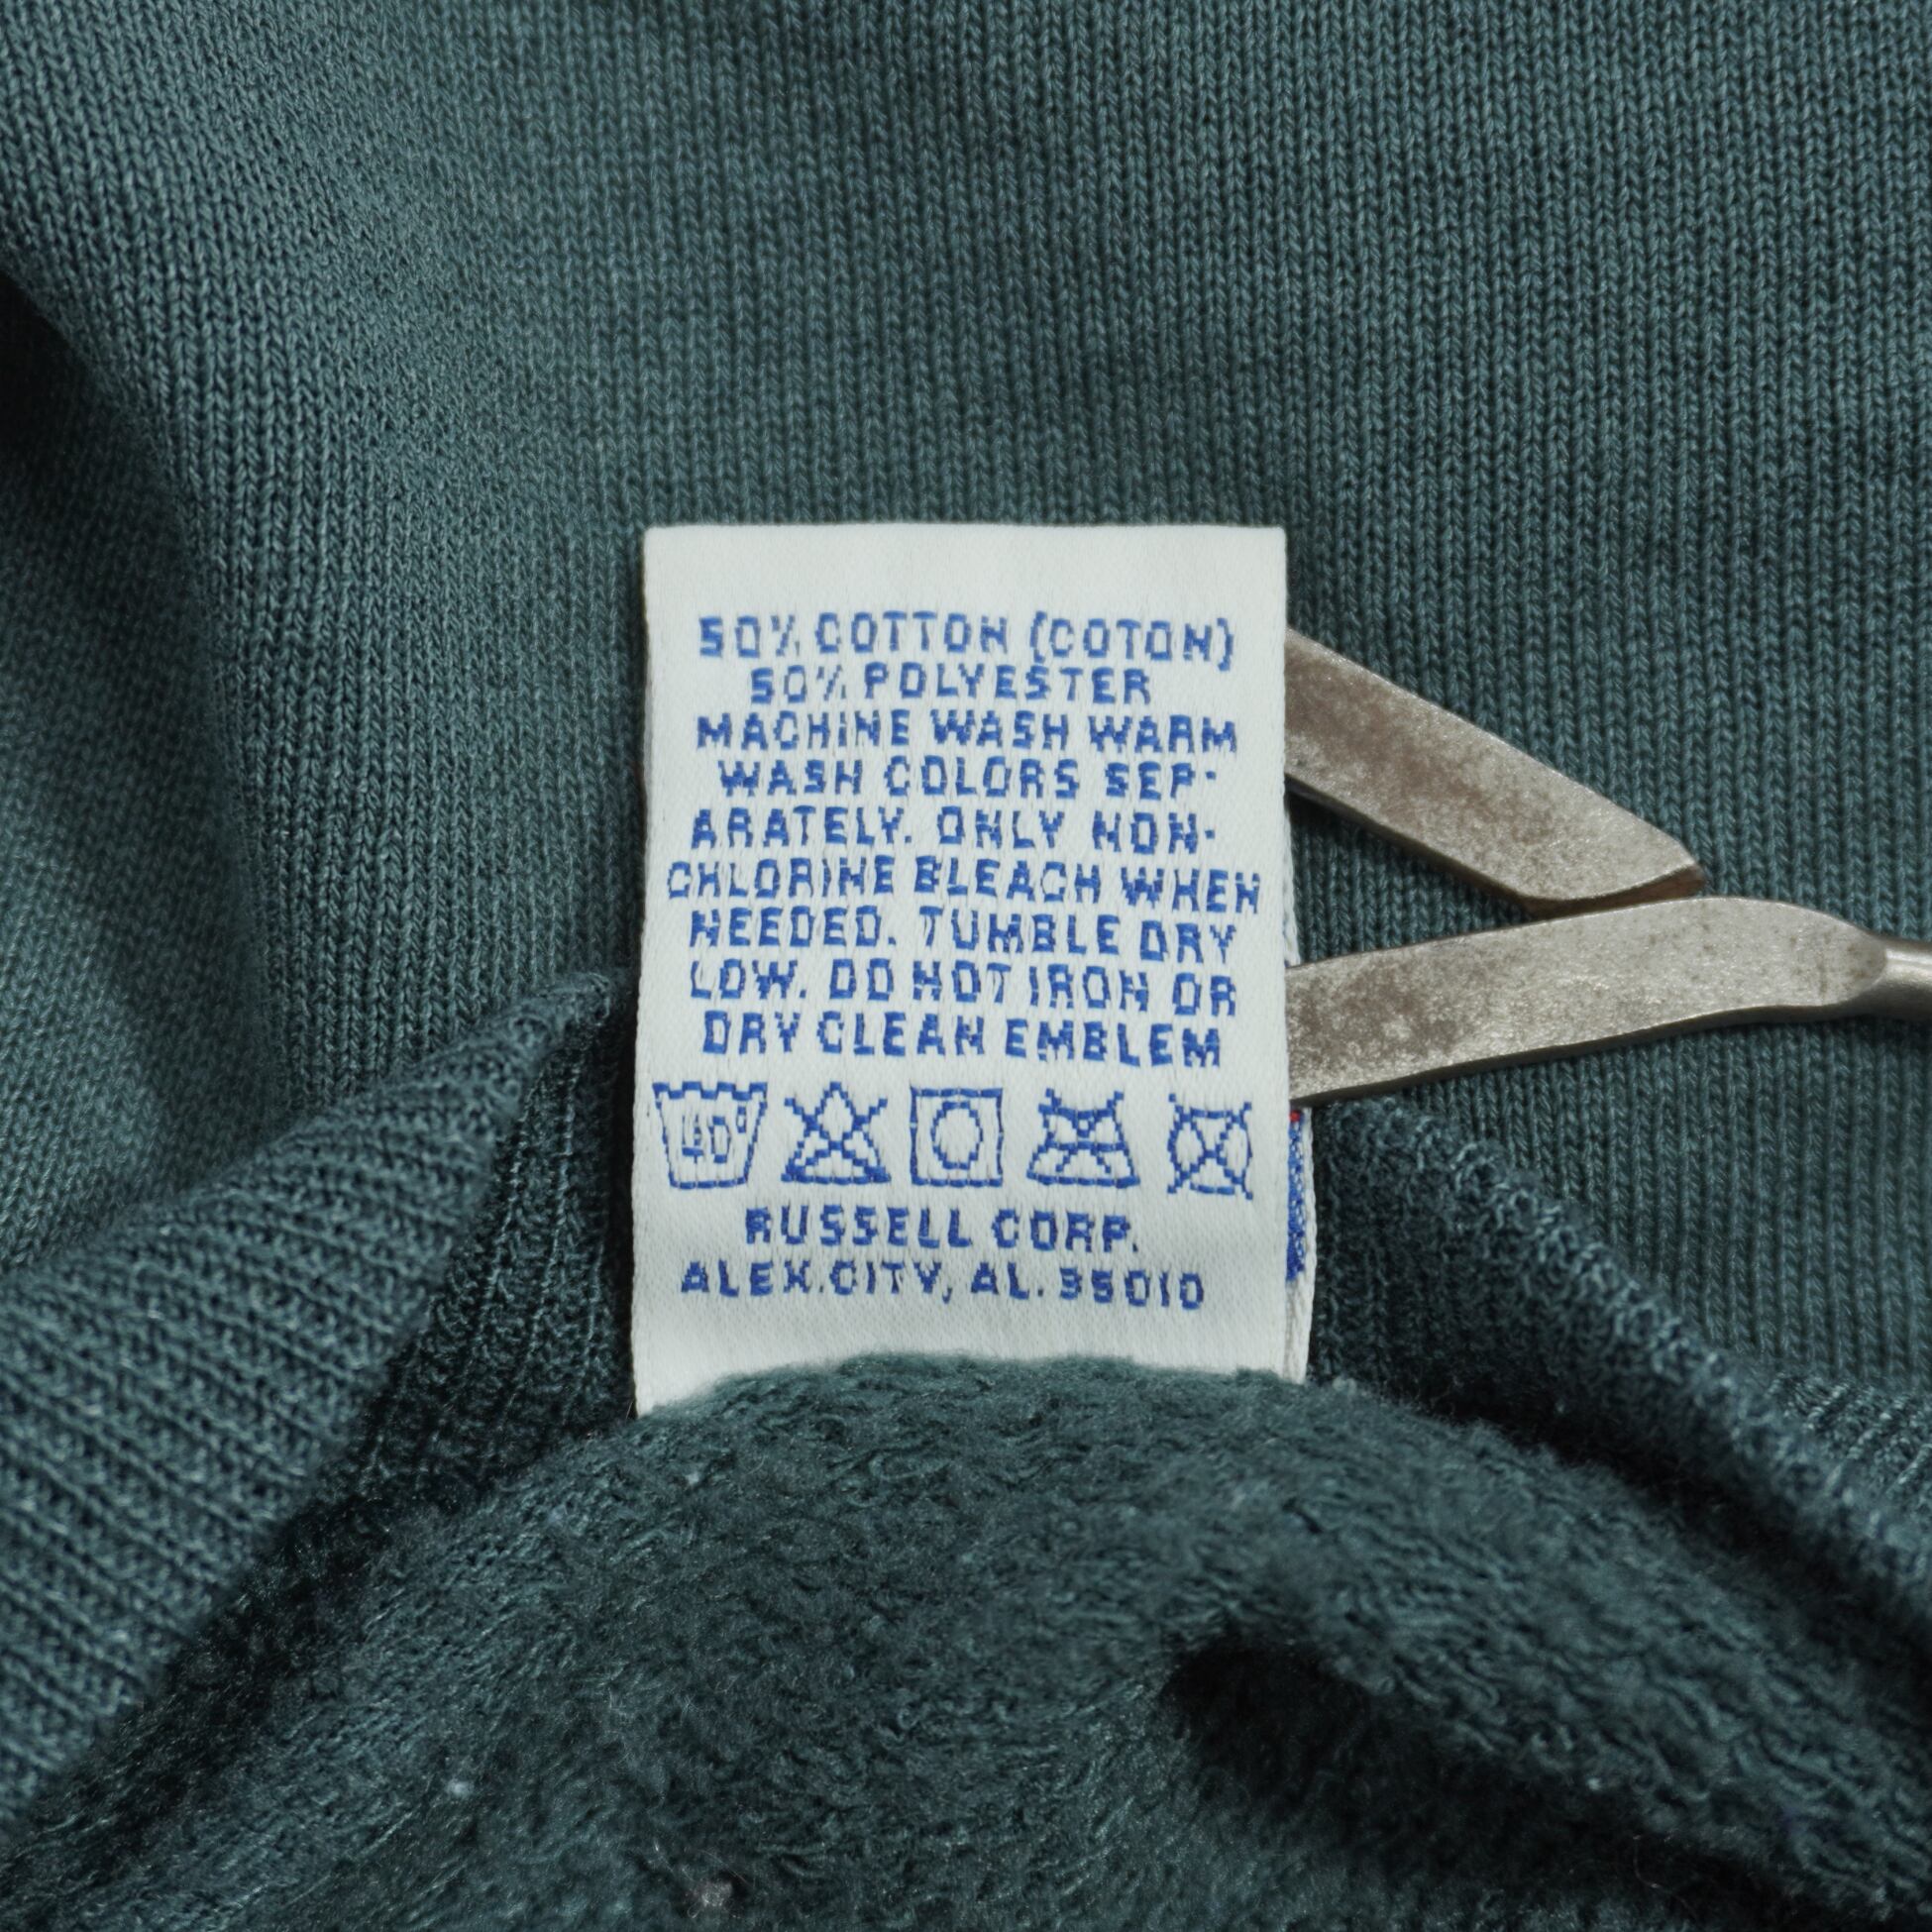 50% COTTON (COTON)
50% POLYESTER
MACHINE WASH WARM
WASH COLORS SEP-
ARATELY. ONLY NON-
CHLORINE BLEACH WHEN
NEEDED. TUMBLE DRY
LOW. DO NOT IRON OR
DRY CLEAN EMBLEM
40°
RUSSELL CORP.
ALEX.CITY, AL. 35010